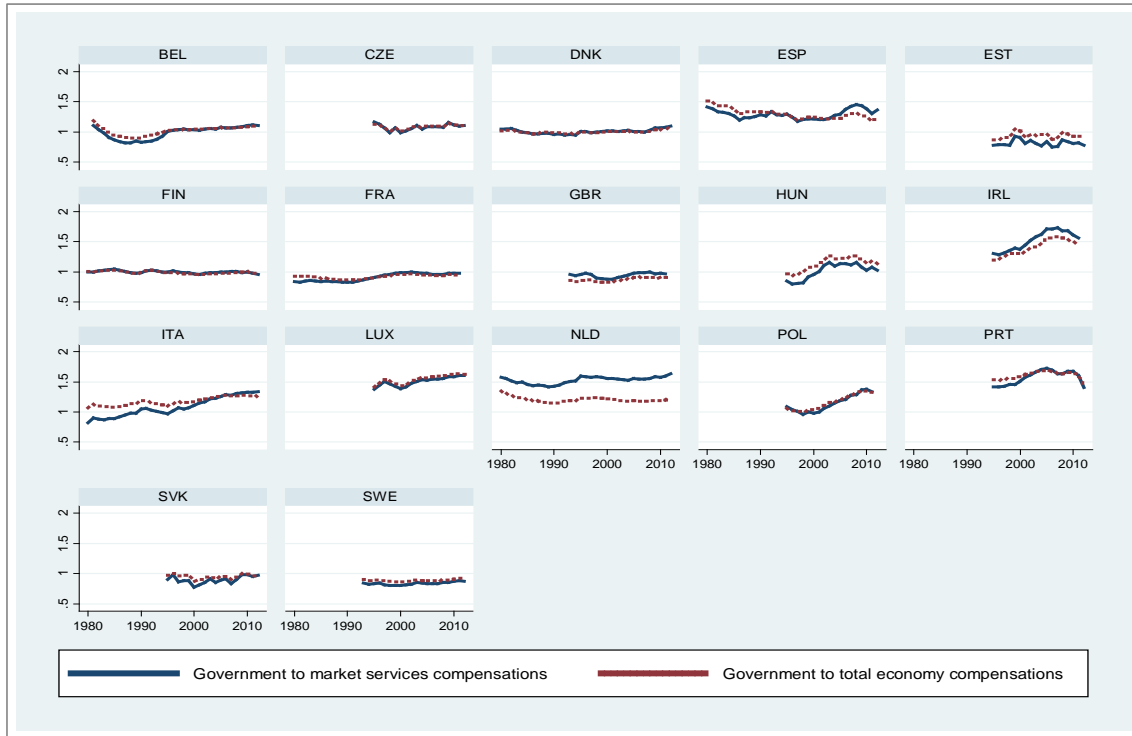 BEL CZE DNK ESP EST
2
1.5
1
.5
FIN FRA GBR HUN IRL
2
1.5
1
.5
ITA LUX NLD POL PRT
2
1.5
1
.5
1980 1990 2000 2010 1980 1990 2000 2010 1980 1990 2000 2010
SVK SWE
2
1.5
1
.5
1980 1990 2000 2010 1980 1990 2000 2010
Government to market services compensations Government to total economy compensations